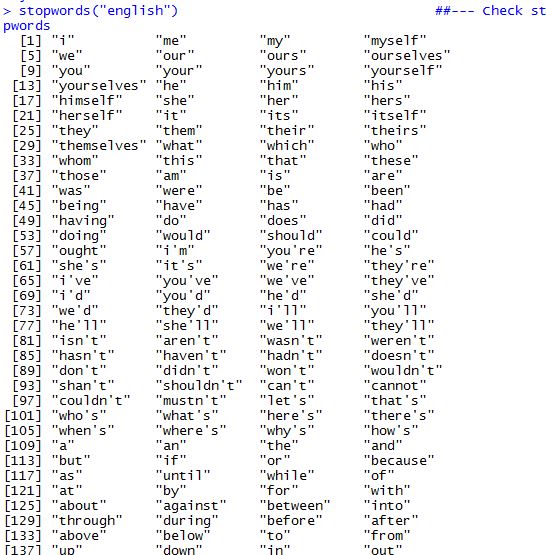 > stopwords("english") ##--- Check st
pwords
[1] "i" "me" "my" "myself"
[5] "we" "our" "ours" "ourselves"
[9] "you" "your" "yours" "yourself"
[13] "yourselves" "he" "him" "his"
[17] "himself" "she" "her" "hers"
[21] "herself" "it" "its" "itself"
[25] "they" "them" "their" "theirs"
[29] "themselves" "what" "which" "who"
[33] "whom" "this" "that" "these"
[37] "those" "am" "is" "are"
[41] "was" "were" "be" "been"
[45] "being" "have" "has" "had"
[49] "having" "do" "does" "did"
[53] "doing" "would" "should" "could"
[57] "ought" "i'm" "you're" "he's"
[61] "she's" "it's" "we're" "they're"
[65] "i've" "you've" "we've" "they've"
[69] "i'd" "you'd" "he'd" "she'd"
[73] "we'd" "they'd" "i'll" "you'll"
[77] "he'll" "she'll" "we'll" "they'll"
[81] "isn't" "aren't" "wasn't" "weren't"
[85] "hasn't" "haven't" "hadn't" "doesn't"
[89] "don't" "didn't" "won't" "wouldn't"
[93] "shan't" "shouldn't" "can't" "cannot"
[97] "couldn't" "mustn't" "let's" "that's"
[101] "who's" "what's" "here's" "there's"
[105] "when's" "where's" "why's" "how's"
[109] "a" "an" "the" "and"
[113] "but" "if" "or" "because"
[117] "as" "until" "while" "of"
[121] "at" "by" "for" "with"
[125] "about" "against" "between" "into"
[129] "through" "during" "before" "after"
[133] "above" "below" "to" "from"
[137] "up" "down" "in" "out"